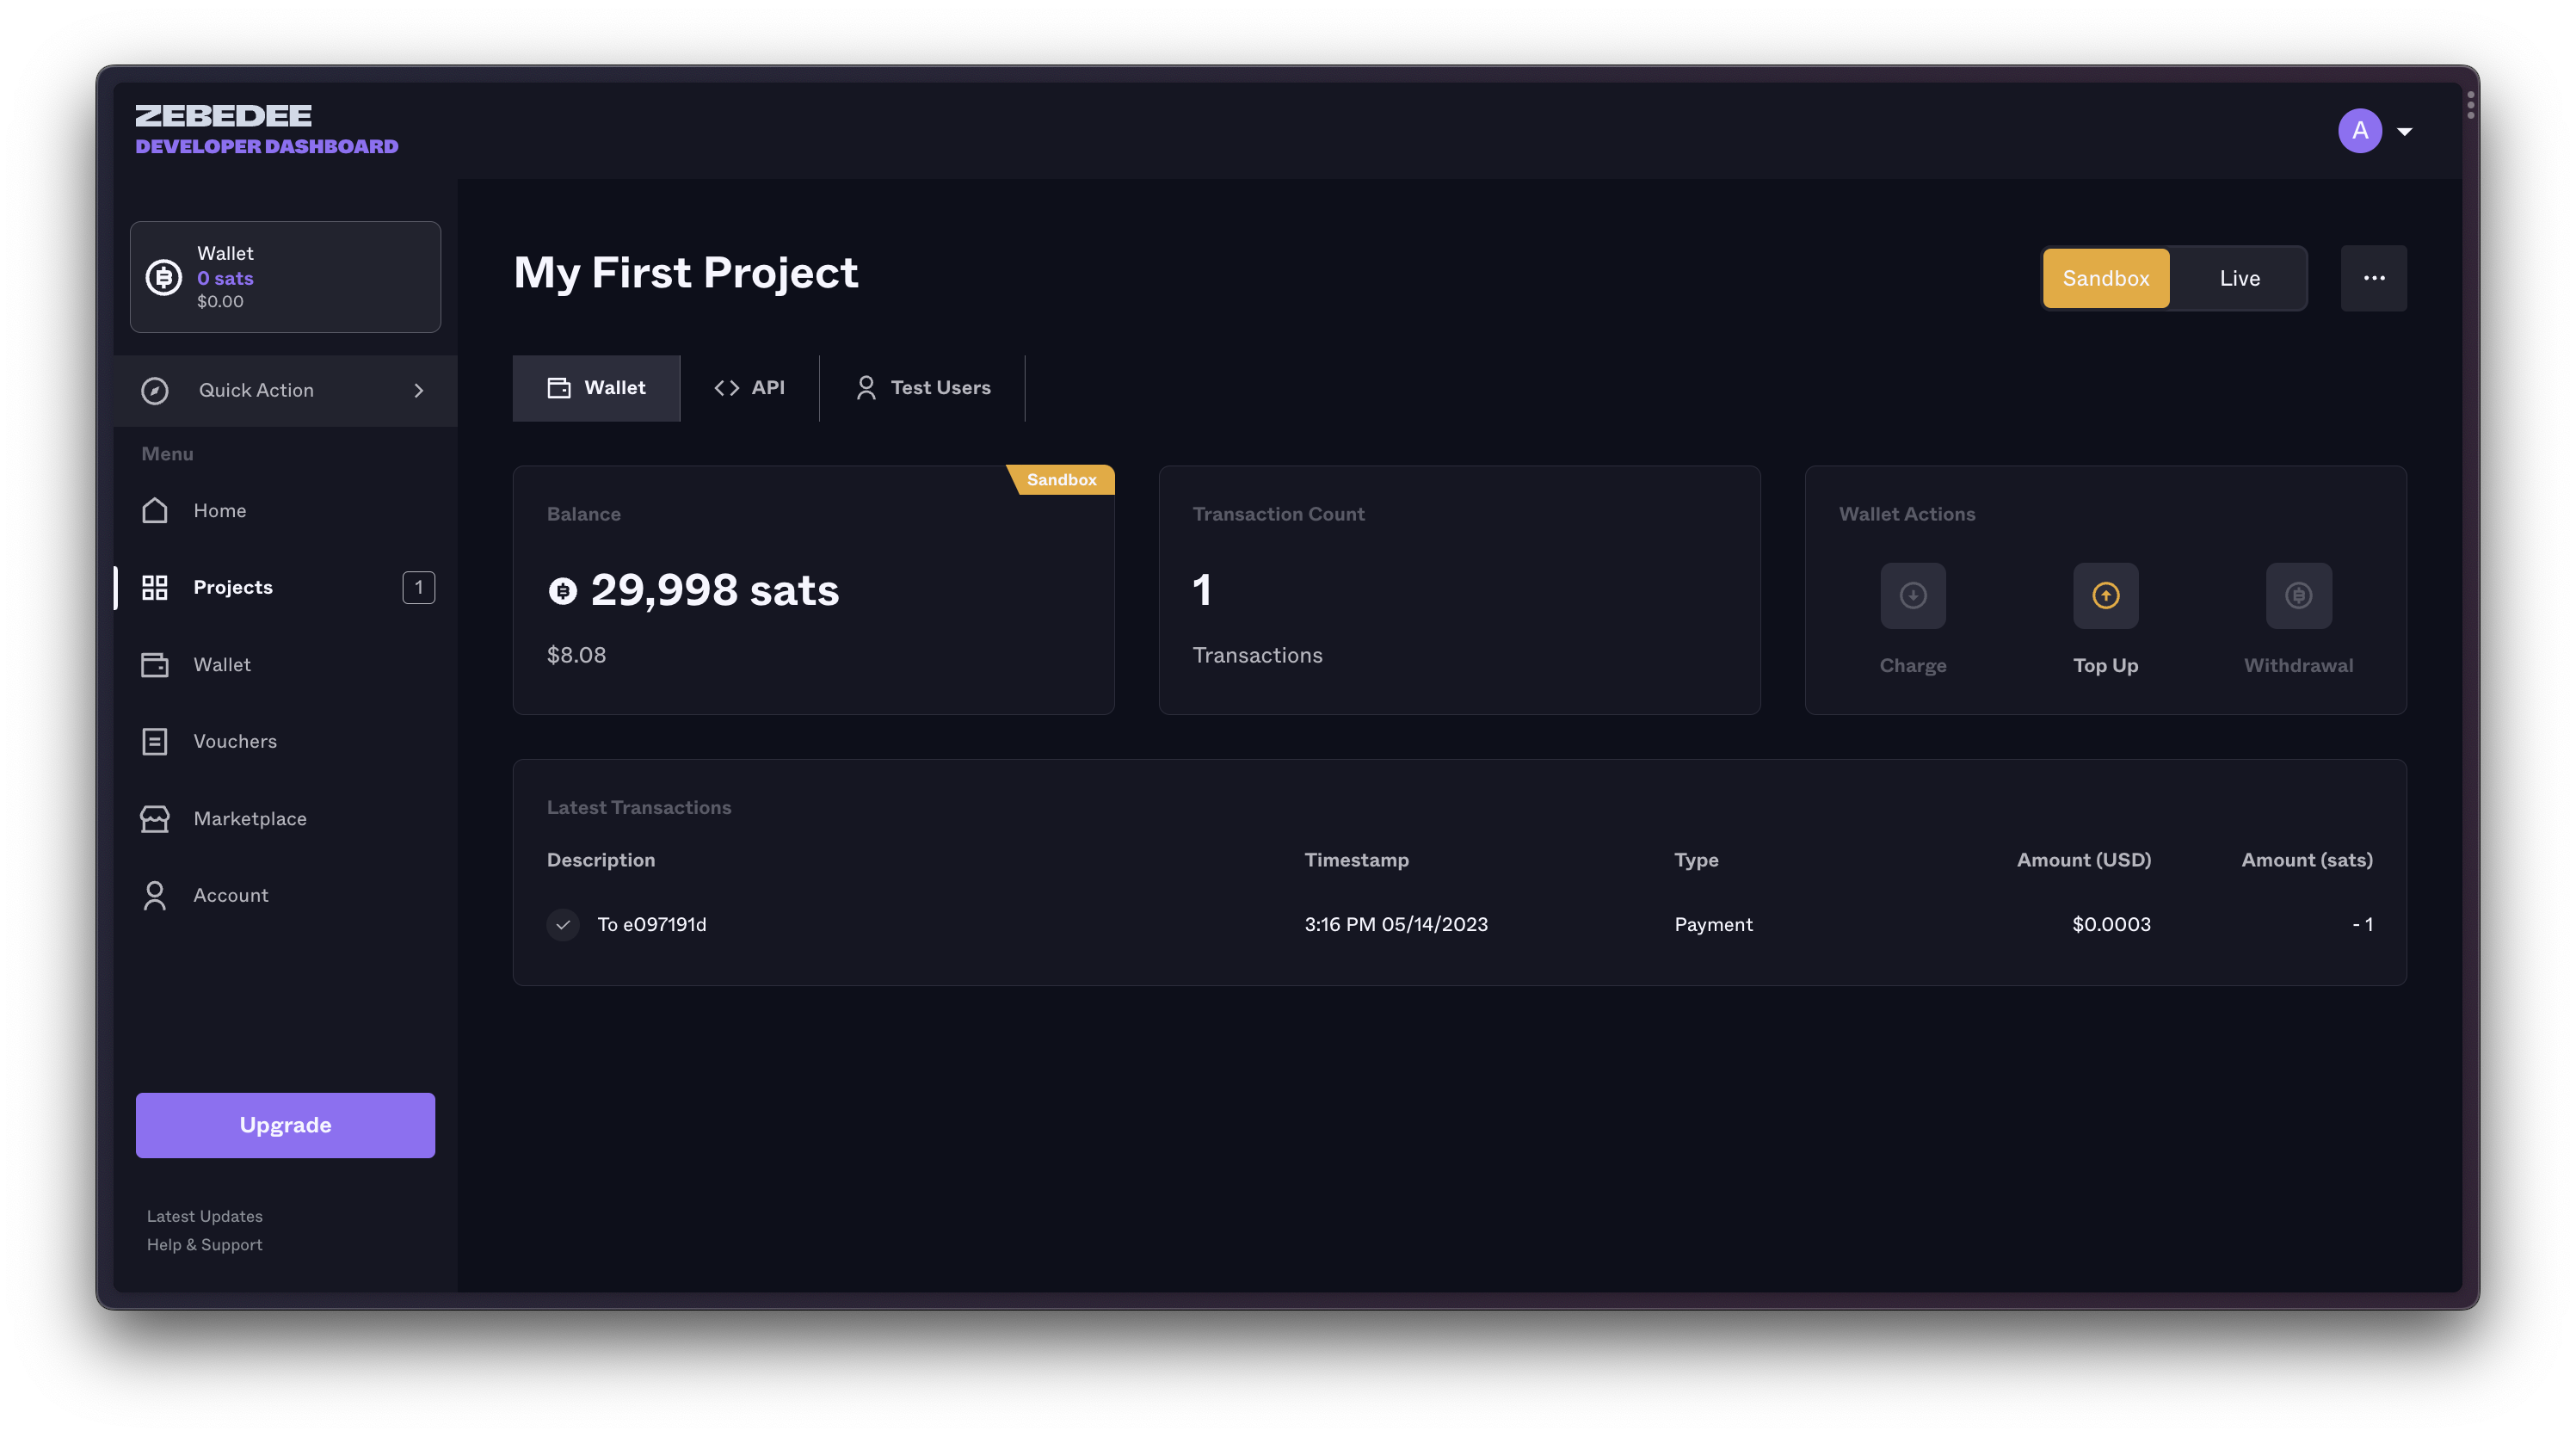 ZEBEDEE
DEVELOPER DASHBOARD
A
Wallet
0 sats
$0.00
Quick Action
Menu
Home
Projects 1
Wallet
Vouchers
Marketplace
Account
Upgrade
Latest Updates
Help & Support
My First Project
Sandbox Live
Wallet API Test Users
Sandbox
Balance
29,998 sats
$8.08
Transaction Count
1
Transactions
Wallet Actions
Charge Top Up Withdrawal
Latest Transactions
Description Timestamp Type Amount (USD) Amount (sats)
To e097191d 3:16 PM 05/14/2023 Payment $0.0003 - 1